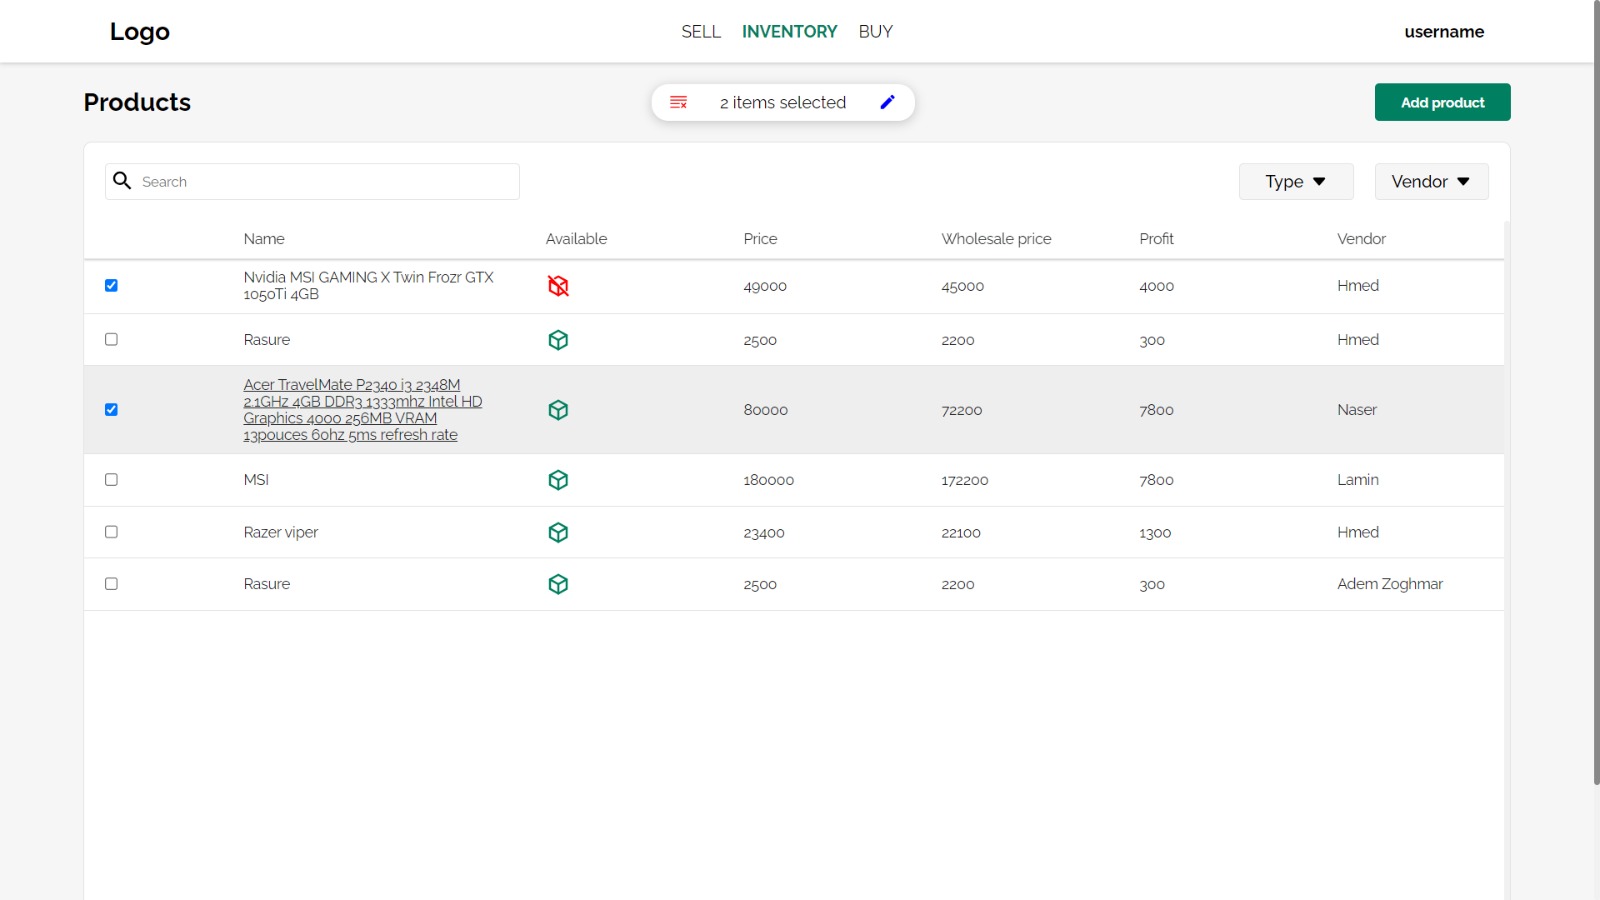 Logo
SELL INVENTORY BUY
username
Products
2 items selected
Add product
Search
Type
Vendor
Name Available Price Wholesale price Profit Vendor
Nvidia MSI GAMING X Twin Frozr GTX
1050Ti 4GB
49000 45000 4000 Hmed
Rasure 2500 2200 300 Hmed
Acer TravelMate P2340 i3 2348M
2.1GHz 4GB DDR3 1333mhz Intel HD
Graphics 4000 256MB VRAM
13pouces 60hz 5ms refresh rate
80000 72200 7800 Naser
MSI 180000 172200 7800 Lamin
Razer viper 23400 22100 1300 Hmed
Rasure 2500 2200 300 Adem Zoghmar